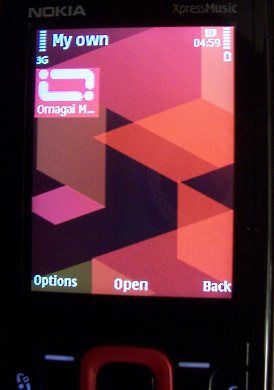 NOKIA XpressMusic
My own
04:59
3G
Omagai M...
Options Open Back